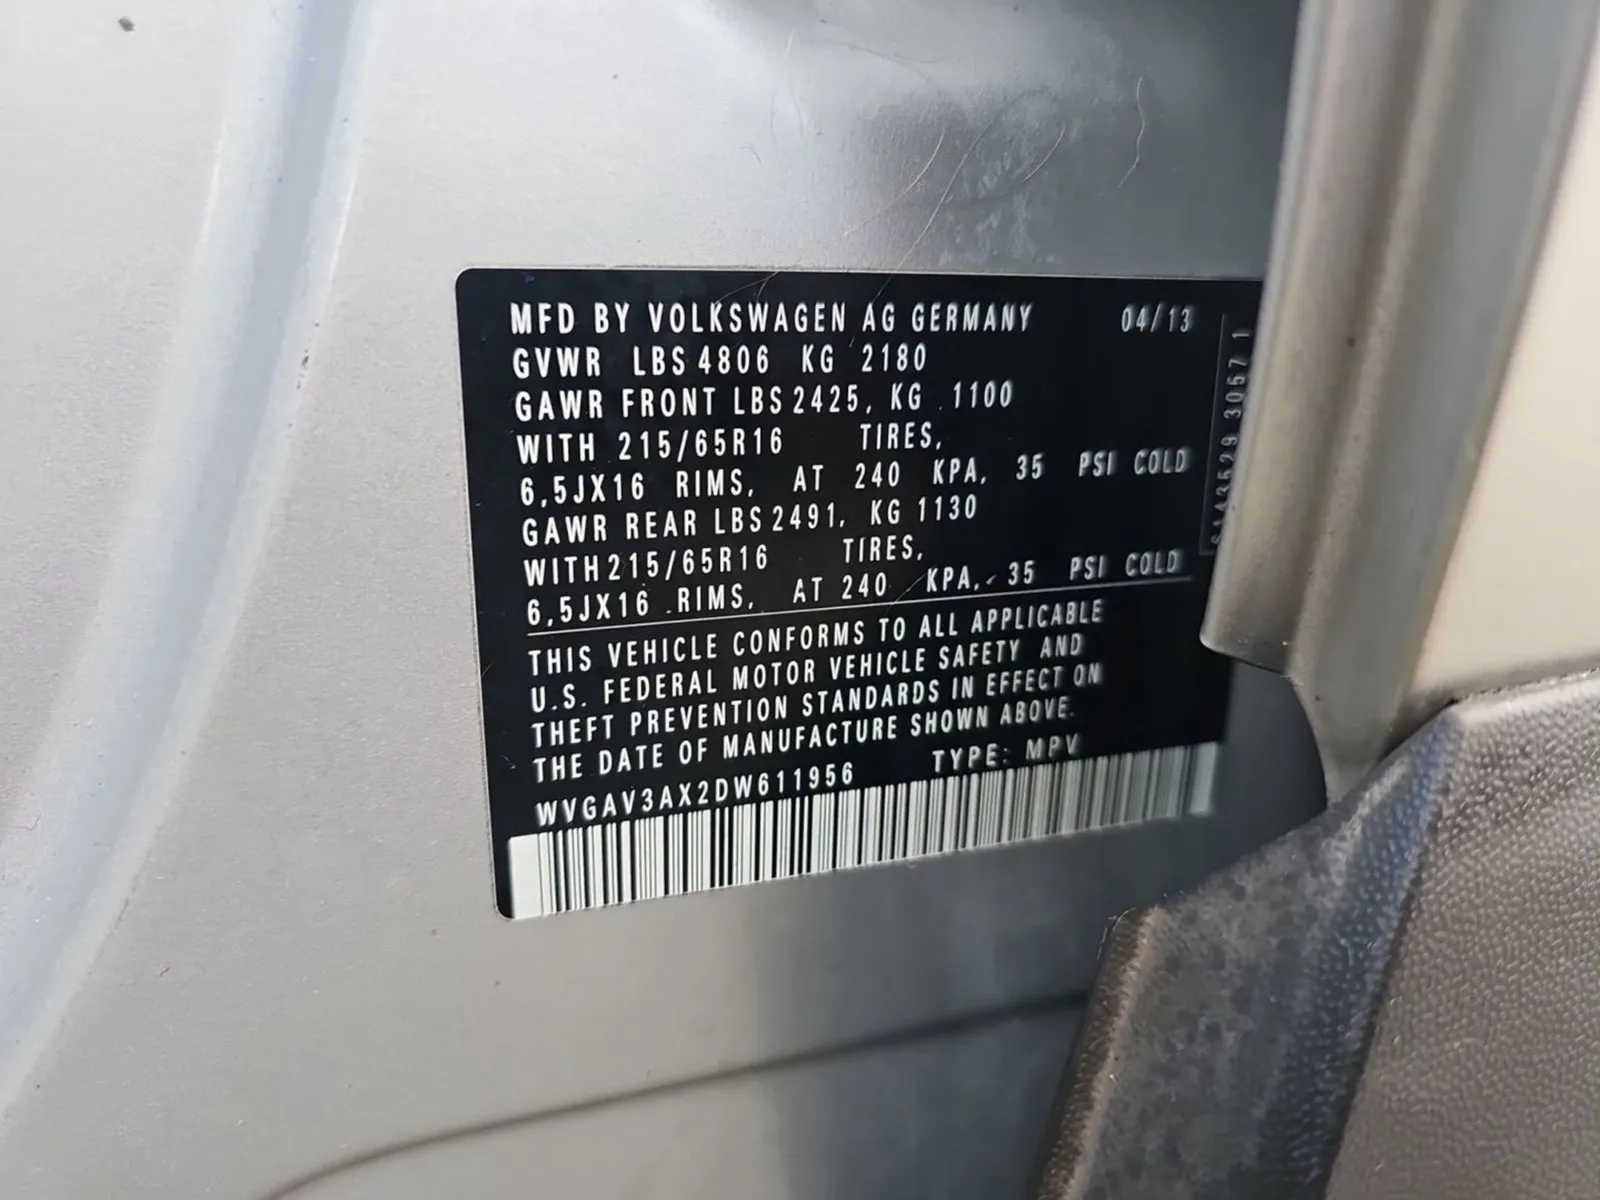 MFD BY VOLKSWAGEN AG GERMANY 04/13
GVWR LBS 4806 KG 2180
GAWR FRONT LBS 2425, KG 1100
WITH 215/65R16 TIRES,
6,5JX16 RIMS, AT 240 KPA, 35 PSI COLD
GAWR REAR LBS 2491, KG 1130
WITH 215/65R16 TIRES,
6,5JX16 RIMS, AT 240 KPA, 35 PSI COLD
THIS VEHICLE CONFORMS TO ALL APPLICABLE
U.S. FEDERAL MOTOR VEHICLE SAFETY AND
THEFT PREVENTION STANDARDS IN EFFECT ON
THE DATE OF MANUFACTURE SHOWN ABOVE.
WVGAV3AX2DW611956 TYPE: MPV